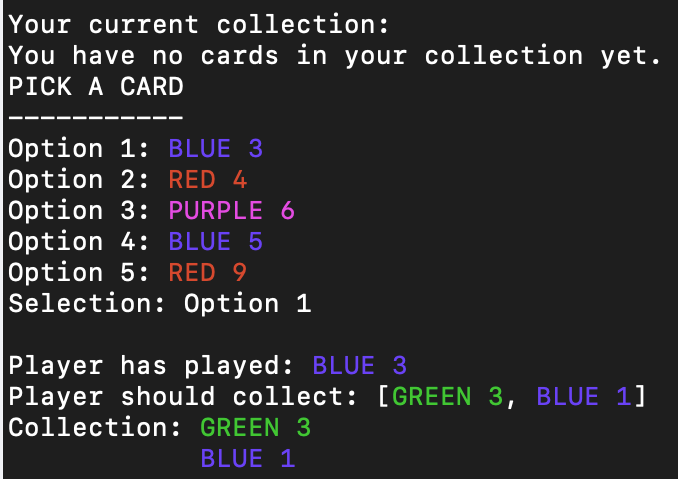 Your current collection:
You have no cards in your collection yet.
PICK A CARD
-----------
Option 1: BLUE 3
Option 2: RED 4
Option 3: PURPLE 6
Option 4: BLUE 5
Option 5: RED 9
Selection: Option 1

Player has played: BLUE 3
Player should collect: [GREEN 3, BLUE 1]
Collection: GREEN 3
            BLUE 1